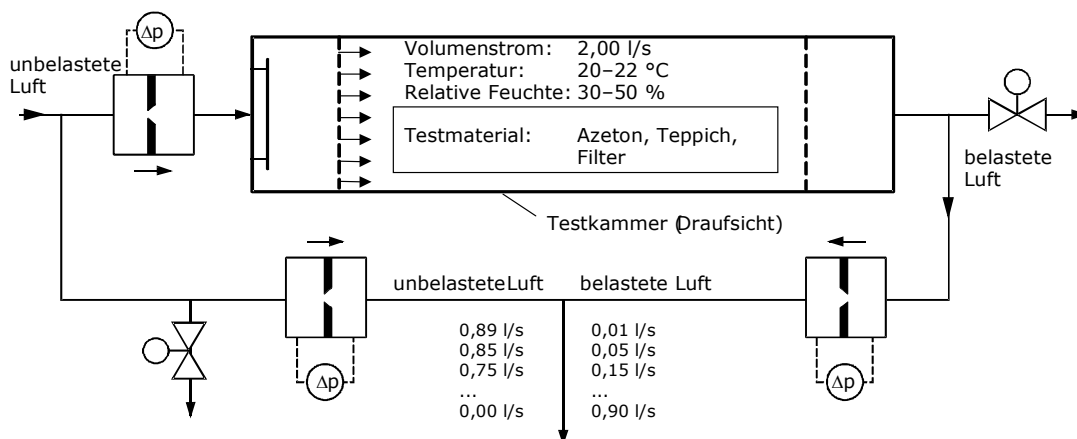 Δp
unbelastete
Luft
Volumenstrom: 2,00 l/s
Temperatur: 20–22 °C
Relative Feuchte: 30–50 %
Testmaterial: Azeton, Teppich,
Filter
belastete
Luft
Testkammer (Draufsicht)
unbelastete Luft belastete Luft
0,89 l/s 0,01 l/s
0,85 l/s 0,05 l/s
0,75 l/s 0,15 l/s
... ...
0,00 l/s 0,90 l/s
Δp Δp